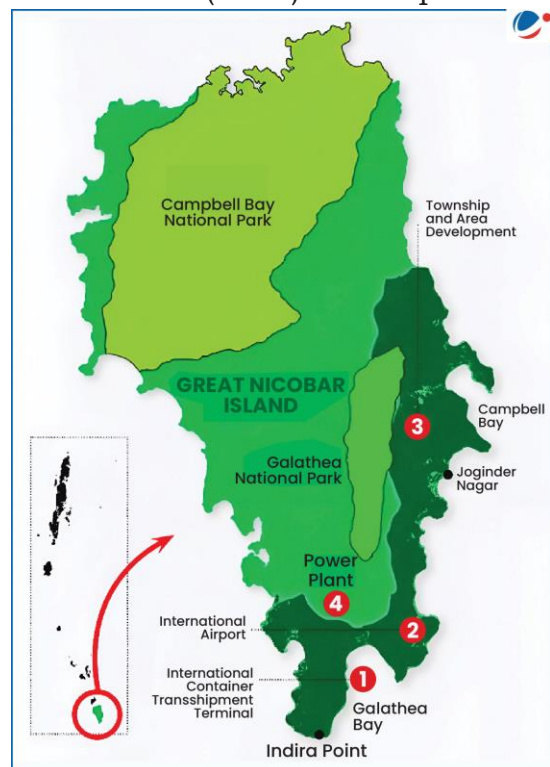 Campbell Bay
National Park
Township
and Area
Development
GREAT NICOBAR
ISLAND
3
Campbell
Bay
Galathea
National Park
Joginder
Nagar
Power
Plant
4
International
Airport
2
International
Container
Transshipment
Terminal
1
Galathea
Bay
Indira Point